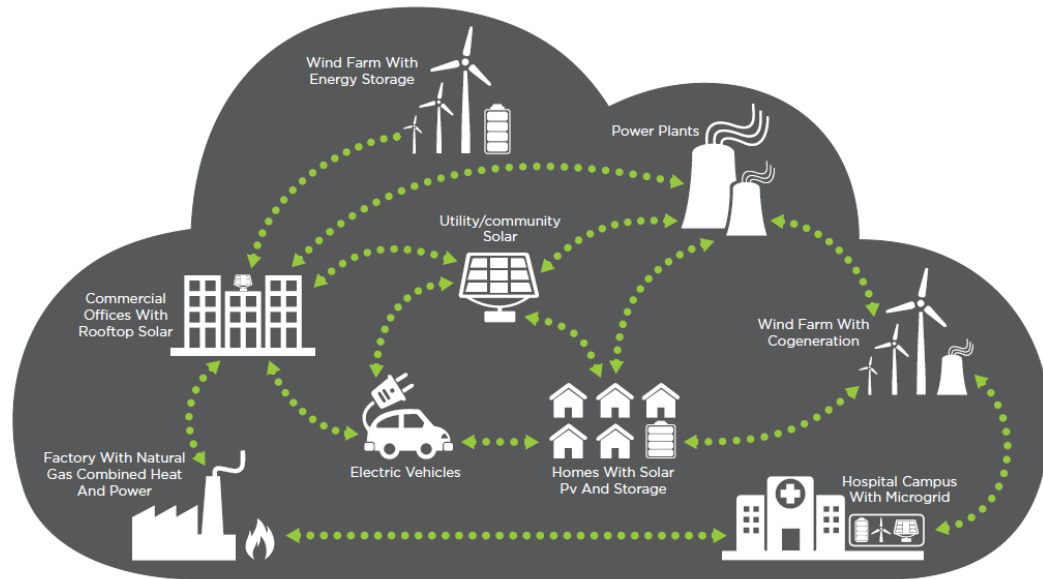 Wind Farm With
Energy Storage
Power Plants
Utility/community
Solar
Commercial
Offices With
Rooftop Solar
Wind Farm With
Cogeneration
Factory With Natural
Gas Combined Heat
And Power
Electric Vehicles
Homes With Solar
Pv And Storage
Hospital Campus
With Microgrid